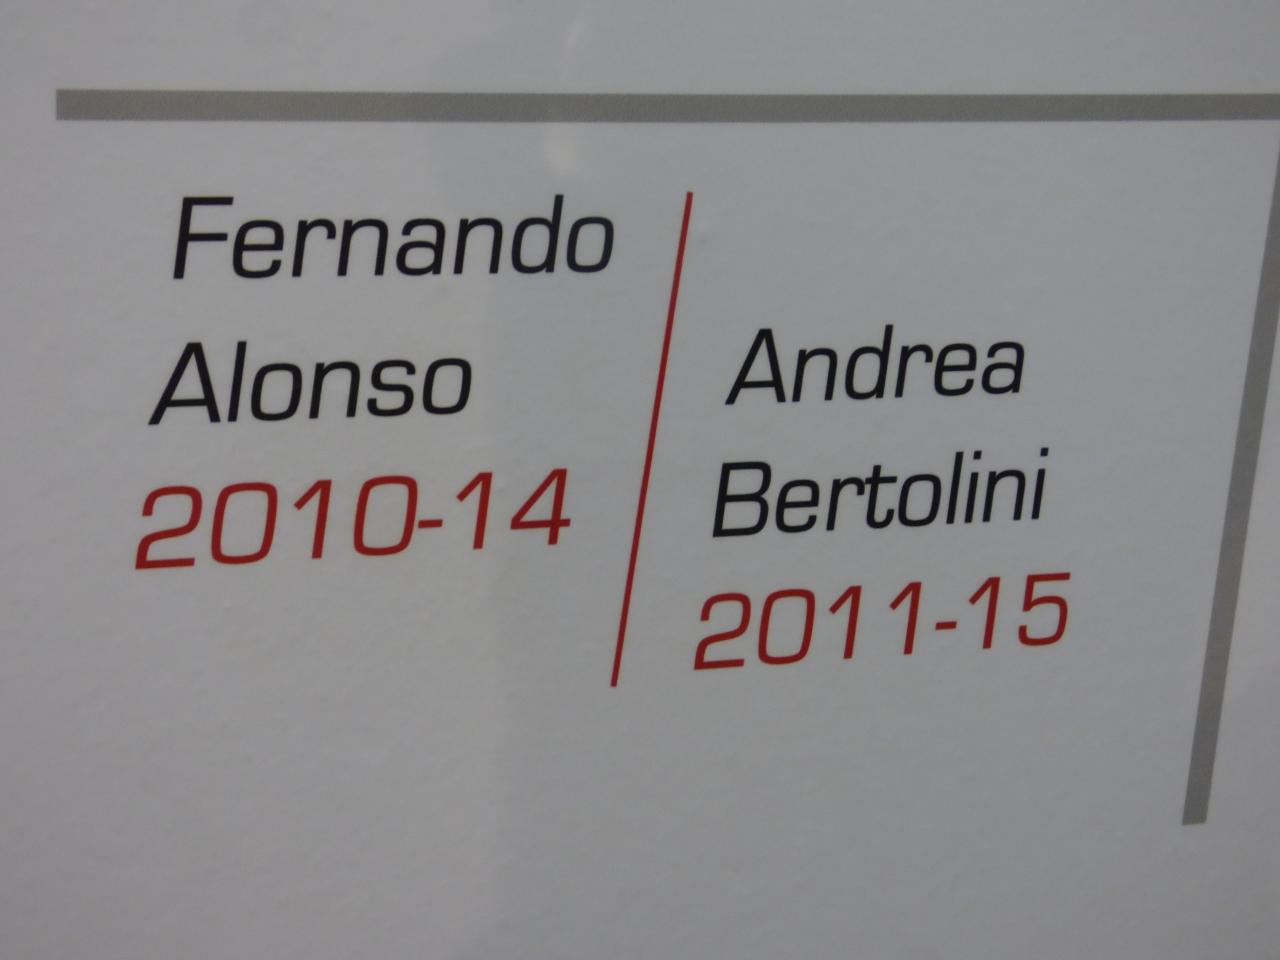 Fernando
Alonso
2010-14
Andrea
Bertolini
2011-15